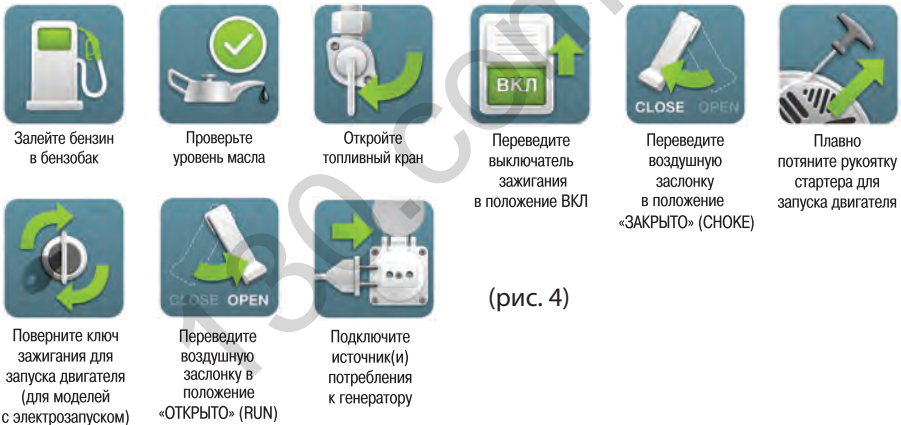 ВКЛ
CLOSE OPEN
Залейте бензин
в бензобак
Проверьте
уровень масла
Откройте
топливный кран
Переведите
выключатель
зажигания
в положение ВКЛ
Переведите
воздушную
заслонку
в положение
«ЗАКРЫТО» (CHOKE)
Плавно
потяните рукоятку
стартера для
запуска двигателя
CLOSE OPEN
Поверните ключ
зажигания для
запуска двигателя
(для моделей
с электрозапуском)
Переведите
воздушную
заслонку в
положение
«ОТКРЫТО» (RUN)
Подключите
источник(и)
потребления
к генератору
(рис. 4)
130.com